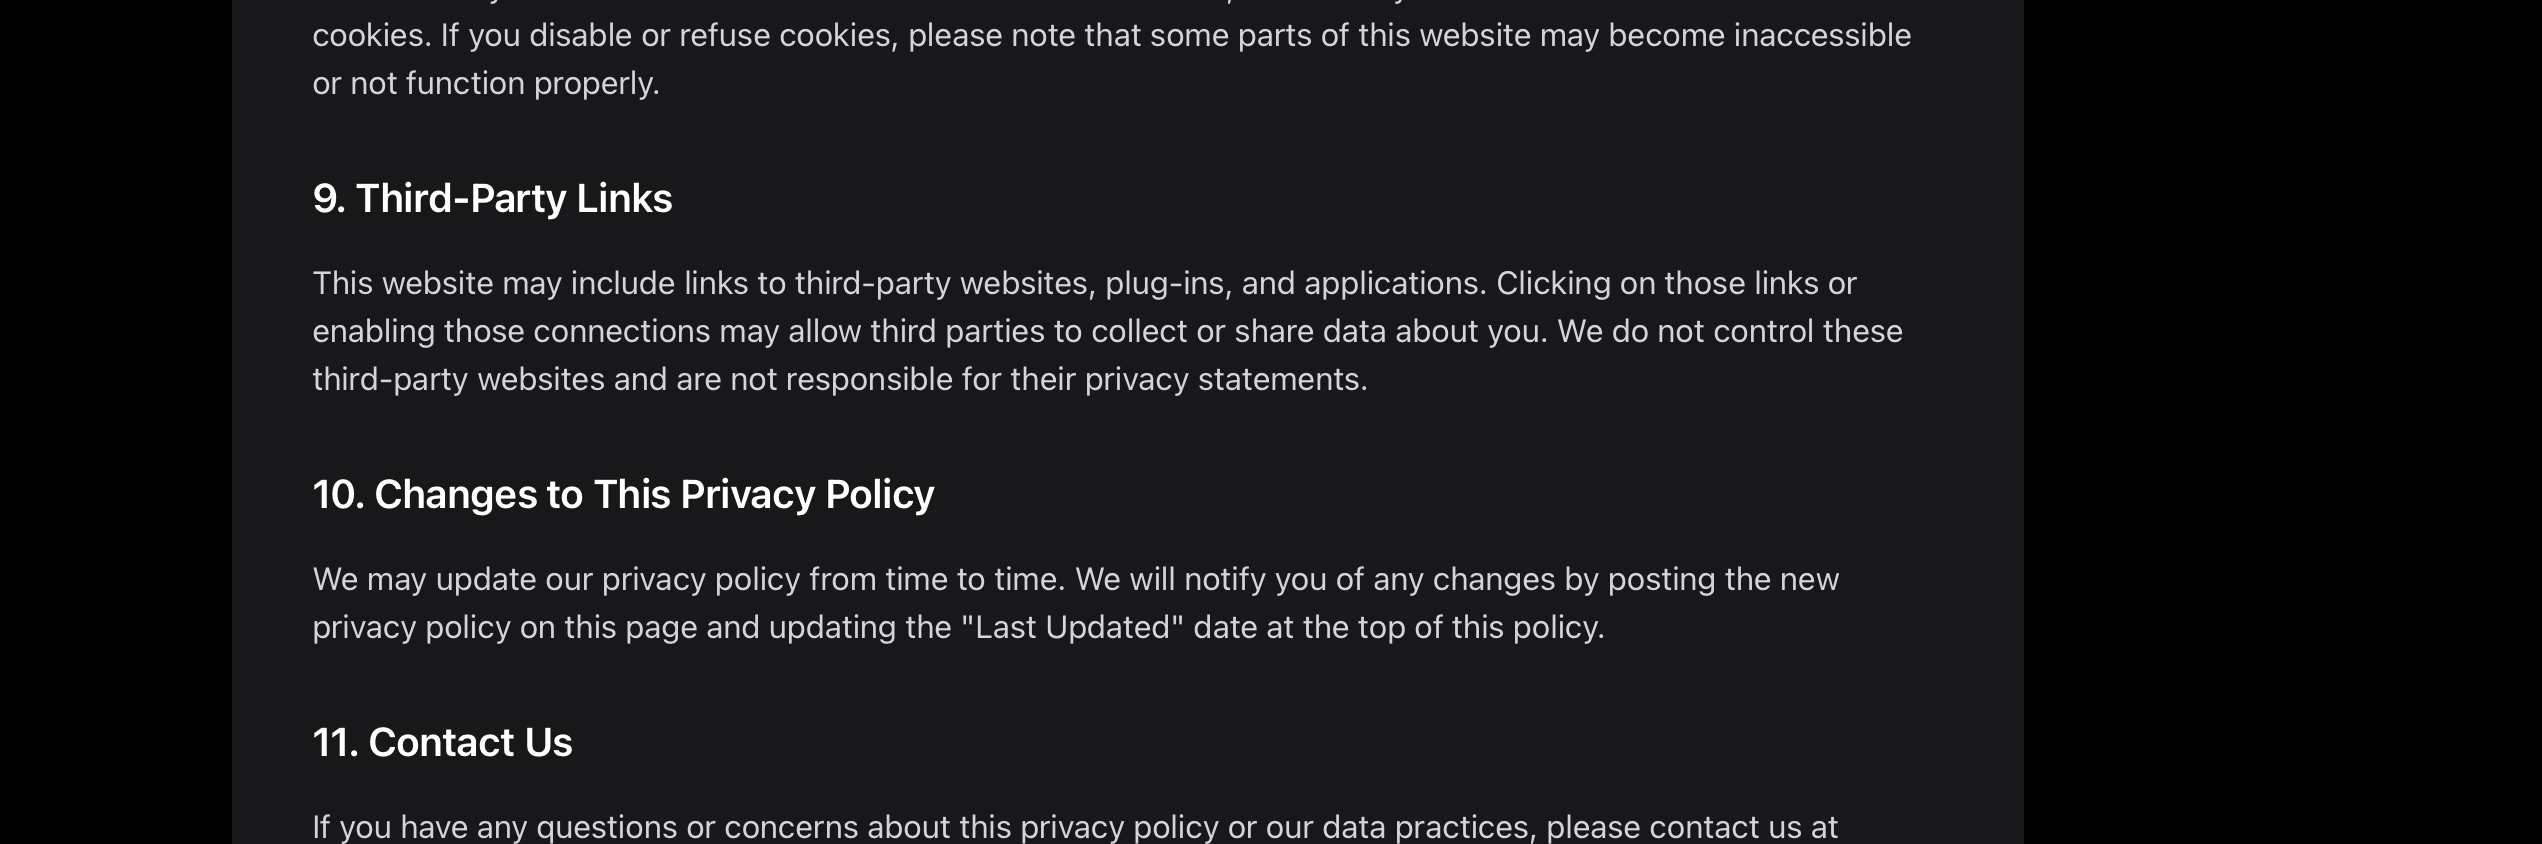 cookies. If you disable or refuse cookies, please note that some parts of this website may become inaccessible
or not function properly.
9. Third-Party Links
This website may include links to third-party websites, plug-ins, and applications. Clicking on those links or
enabling those connections may allow third parties to collect or share data about you. We do not control these
third-party websites and are not responsible for their privacy statements.
10. Changes to This Privacy Policy
We may update our privacy policy from time to time. We will notify you of any changes by posting the new
privacy policy on this page and updating the "Last Updated" date at the top of this policy.
11. Contact Us
If you have any questions or concerns about this privacy policy or our data practices, please contact us at